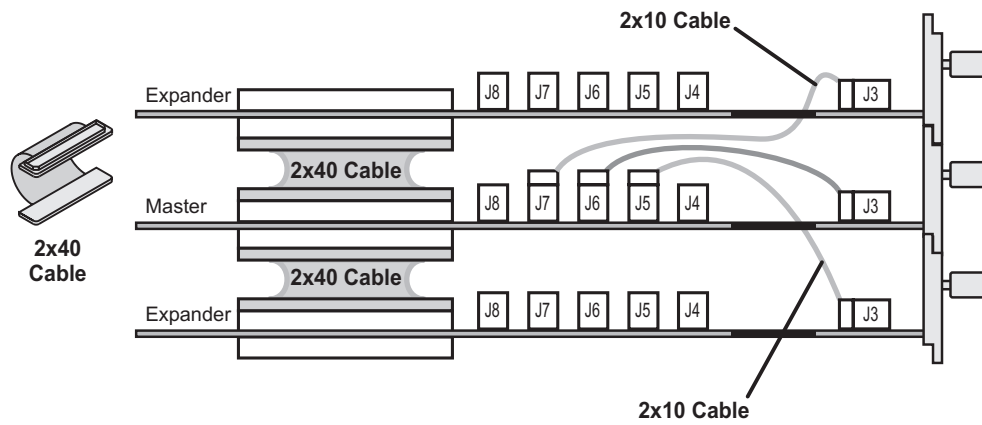 2x10 Cable
Expander
J8 J7 J6 J5 J4 J3
2x40 Cable
Master
J8 J7 J6 J5 J4 J3
2x40
Cable
2x40 Cable
Expander
J8 J7 J6 J5 J4 J3
2x10 Cable